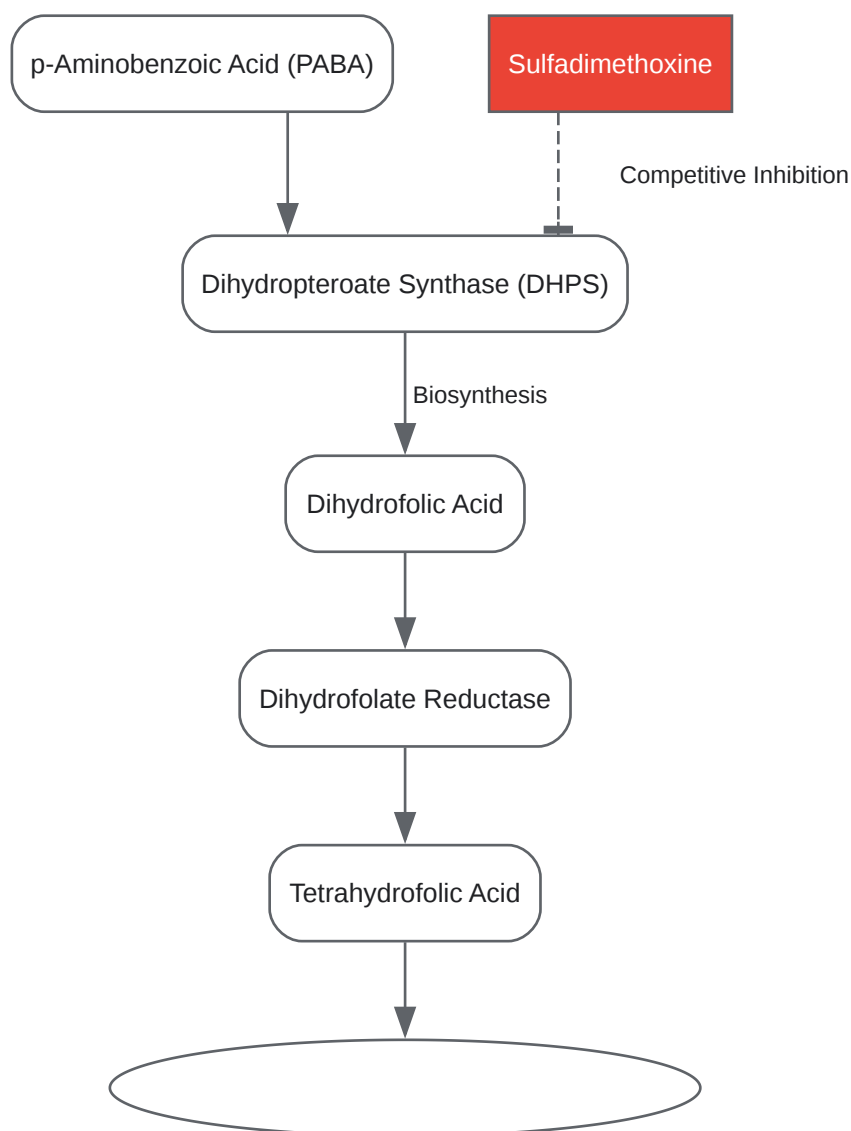 p-Aminobenzoic Acid (PABA)
Sulfadimethoxine
Competitive Inhibition
Dihydropteroate Synthase (DHPS)
Biosynthesis
Dihydrofolic Acid
Dihydrofolate Reductase
Tetrahydrofolic Acid